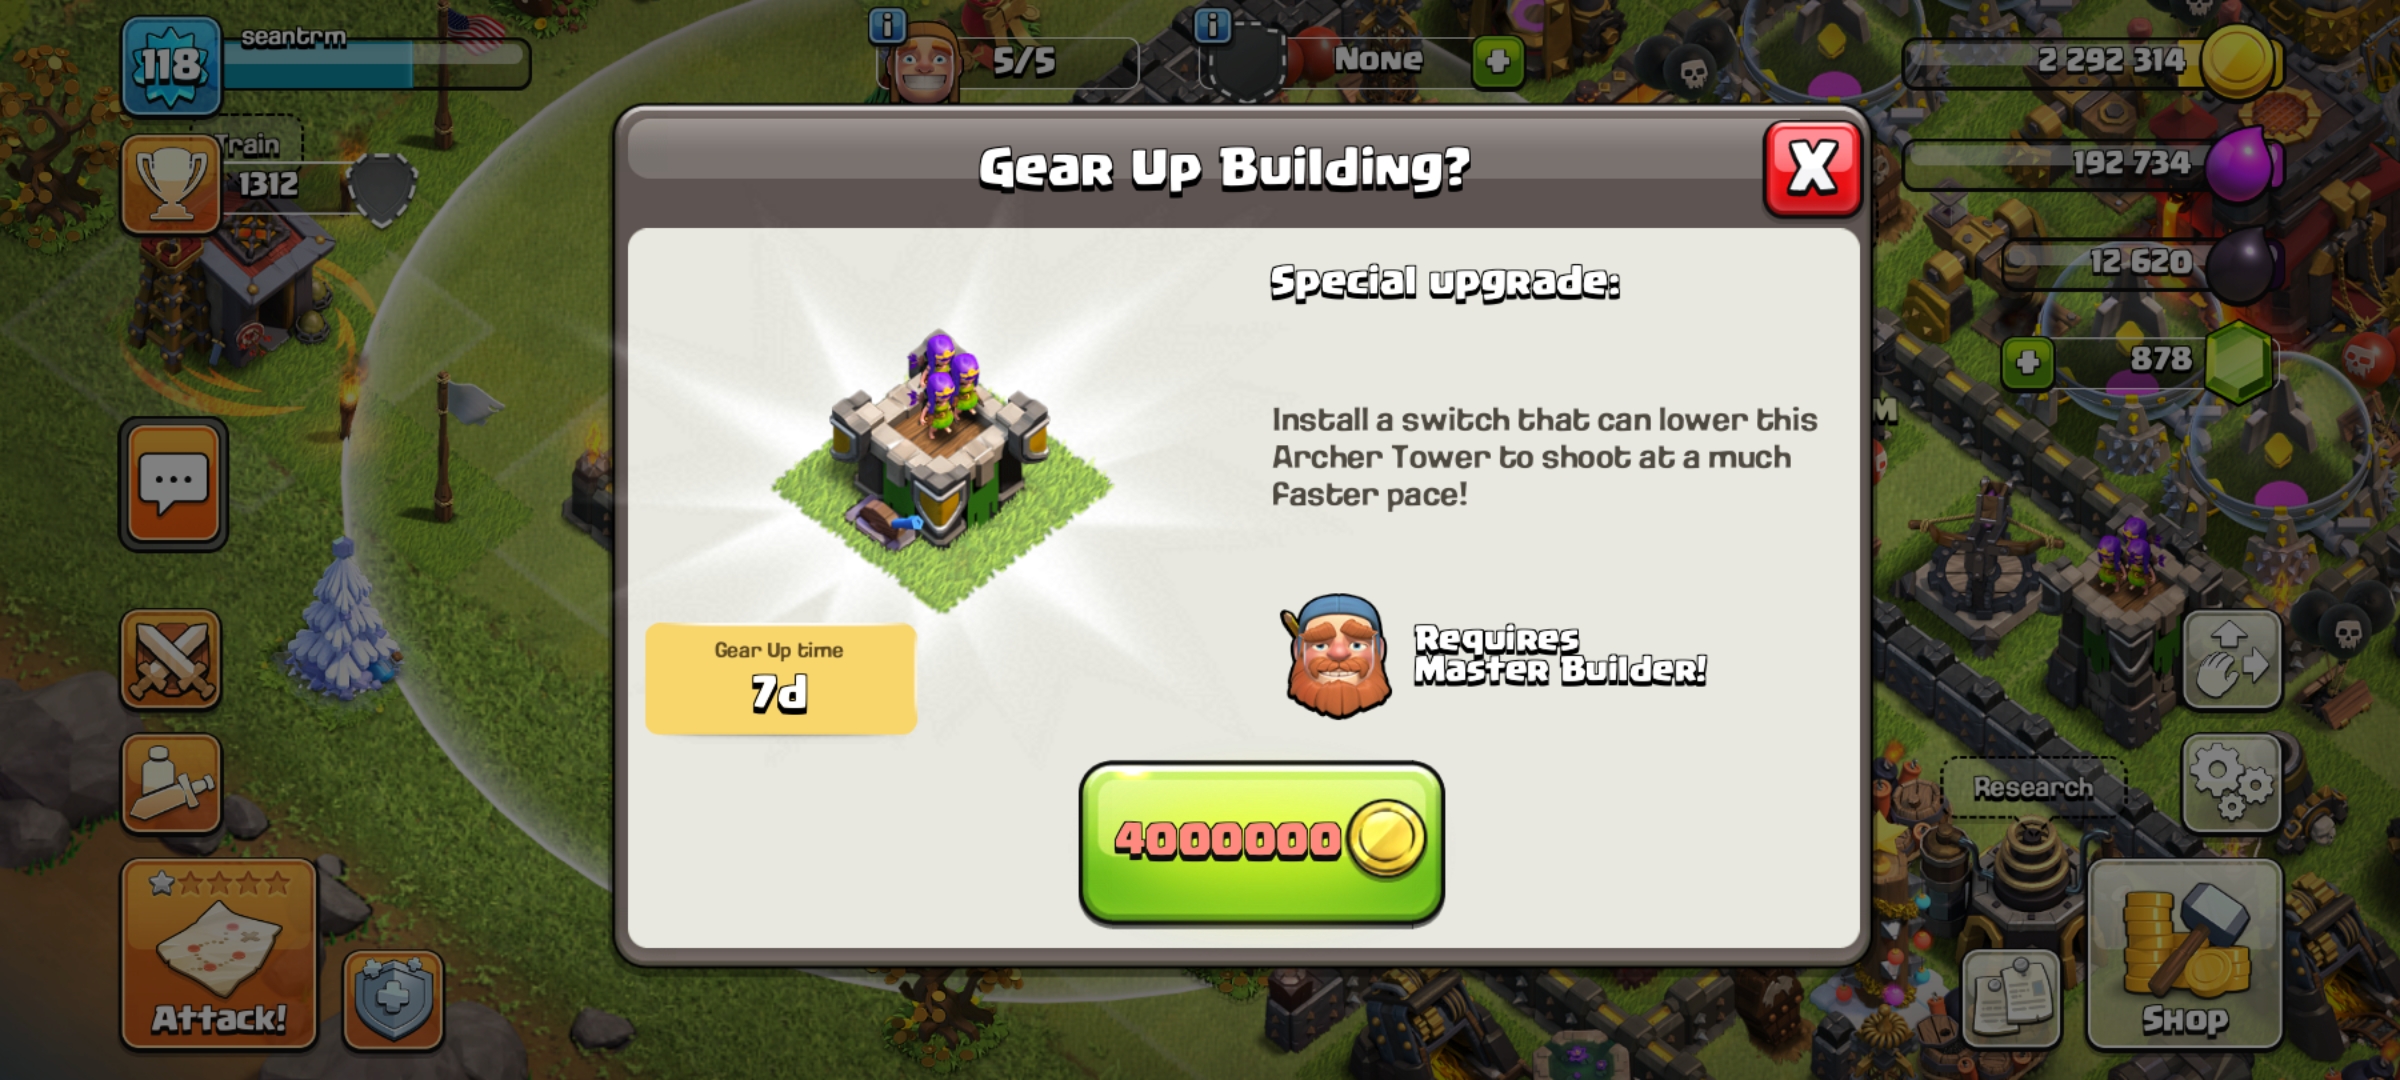 118
seantrm
5/5
None
2 292 314
Train
1312
192 734
12 620
878
Gear Up Building?
X
Special upgrade:
Install a switch that can lower this
Archer Tower to shoot at a much
faster pace!
Gear Up time
7d
Requires
Master Builder!
4000000
Research
Attack!
Shop